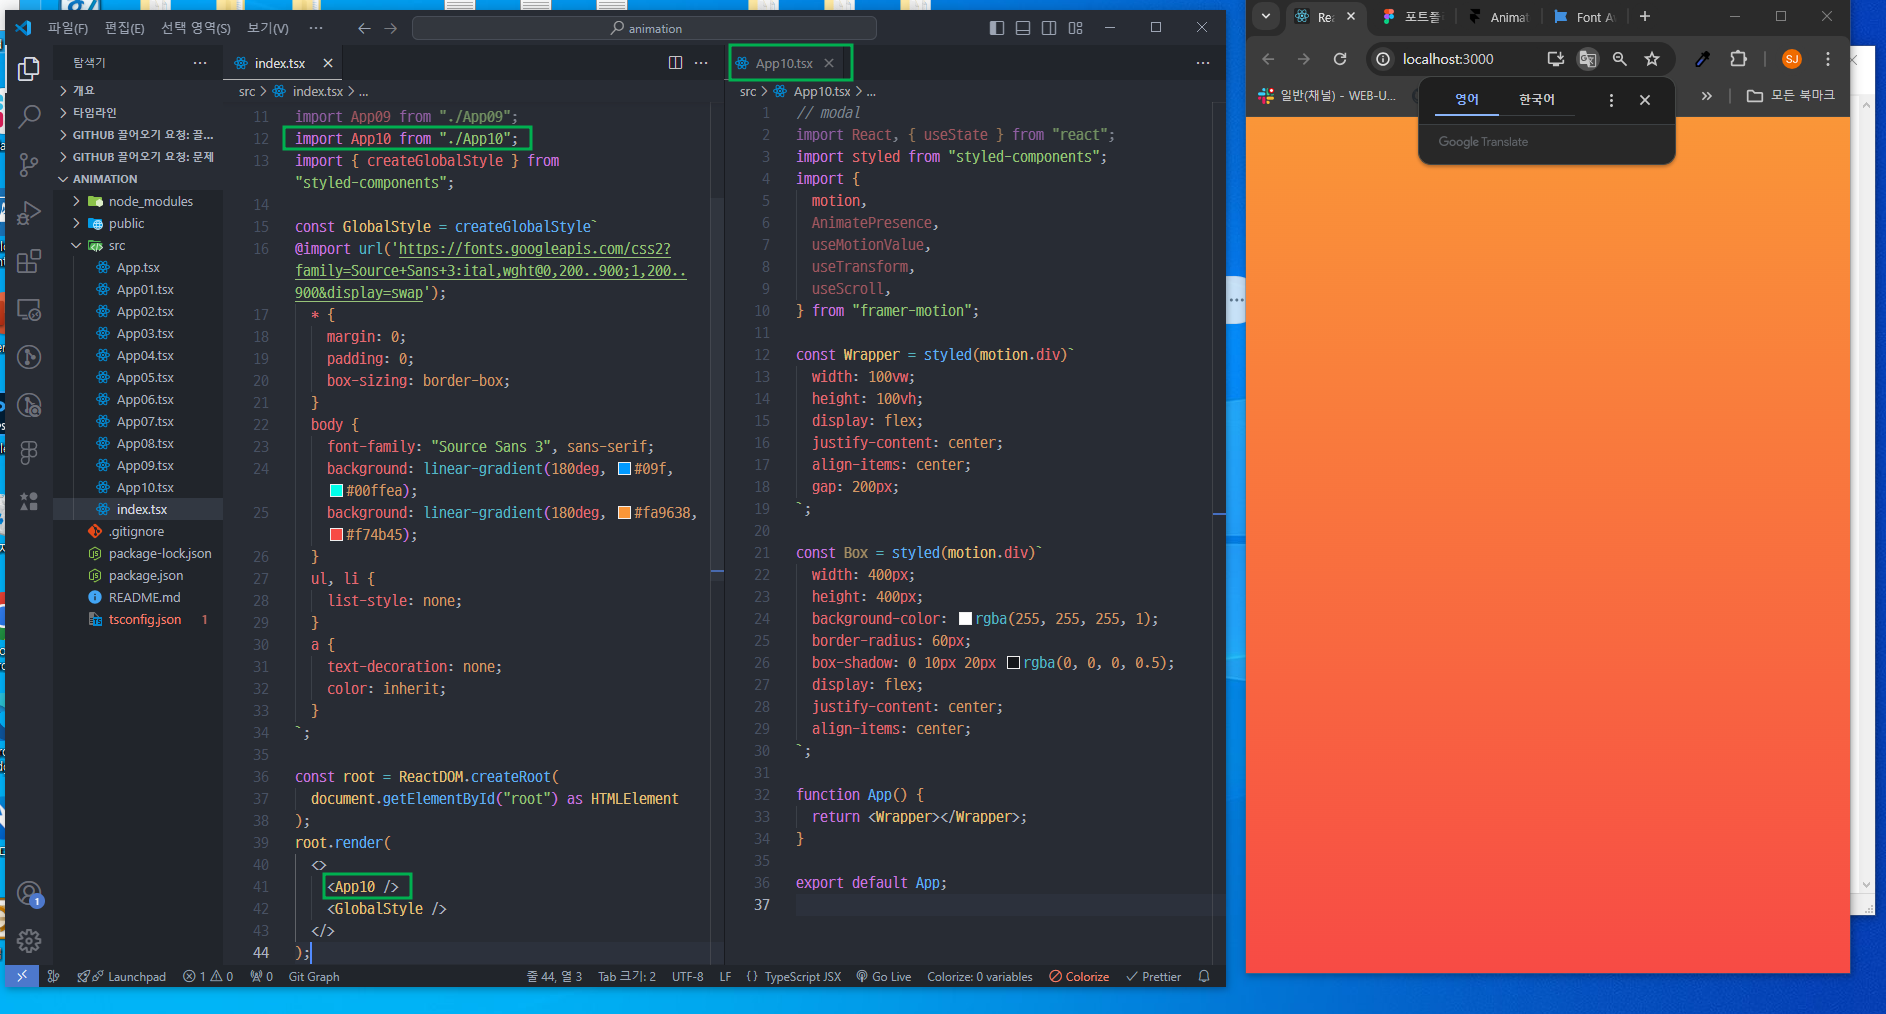 파일(F) 편집(E) 선택 영역(S) 보기(V) ···
animation
탐색기
개요
타임라인
GITHUB 끌어오기 요청: 끌...
GITHUB 끌어오기 요청: 문제
ANIMATION
node_modules
public
src
App.tsx
App01.tsx
App02.tsx
App03.tsx
App04.tsx
App05.tsx
App06.tsx
App07.tsx
App08.tsx
App09.tsx
App10.tsx
index.tsx
.gitignore
package-lock.json
package.json
README.md
tsconfig.json 1
1
index.tsx
src > index.tsx > ...
11 import App09 from "./App09";
12 import App10 from "./App10";
13 import { createGlobalStyle } from
"styled-components";
14
15 const GlobalStyle = createGlobalStyle`
16 @import url('https://fonts.googleapis.com/css2?
family=Source+Sans+3:ital,wght@0,200..900;1,200..
900&display=swap');
17 * {
18 margin: 0;
19 padding: 0;
20 box-sizing: border-box;
21 }
22 body {
23 font-family: "Source Sans 3", sans-serif;
24 background: linear-gradient(180deg, #09f,
#00ffea);
25 background: linear-gradient(180deg, #fa9638,
#f74b45);
26 }
27 ul, li {
28 list-style: none;
29 }
30 a {
31 text-decoration: none;
32 color: inherit;
33 }
34 `;
35
36 const root = ReactDOM.createRoot(
37 document.getElementById("root") as HTMLElement
38 );
39 root.render(
40 <>
41 <App10 />
42 <GlobalStyle />
43 </>
44 );
App10.tsx
src > App10.tsx > ...
1 // modal
2 import React, { useState } from "react";
3 import styled from "styled-components";
4 import {
5 motion,
6 AnimatePresence,
7 useMotionValue,
8 useTransform,
9 useScroll,
10 } from "framer-motion";
11
12 const Wrapper = styled(motion.div)`
13 width: 100vw;
14 height: 100vh;
15 display: flex;
16 justify-content: center;
17 align-items: center;
18 gap: 200px;
19 `;
20
21 const Box = styled(motion.div)`
22 width: 400px;
23 height: 400px;
24 background-color: rgba(255, 255, 255, 1);
25 border-radius: 60px;
26 box-shadow: 0 10px 20px rgba(0, 0, 0, 0.5);
27 display: flex;
28 justify-content: center;
29 align-items: center;
30 `;
31
32 function App() {
33 return <Wrapper></Wrapper>;
34 }
35
36 export default App;
37
Launchpad 1 0 0 Git Graph 줄 44, 열 3 Tab 크기: 2 UTF-8 LF {} TypeScript JSX Go Live Colorize: 0 variables Colorize Prettier
Rea 포트폴 Animat Font A
localhost:3000 SJ
일반(채널) - WEB-U... » 모든 북마크
영어 한국어
Google Translate